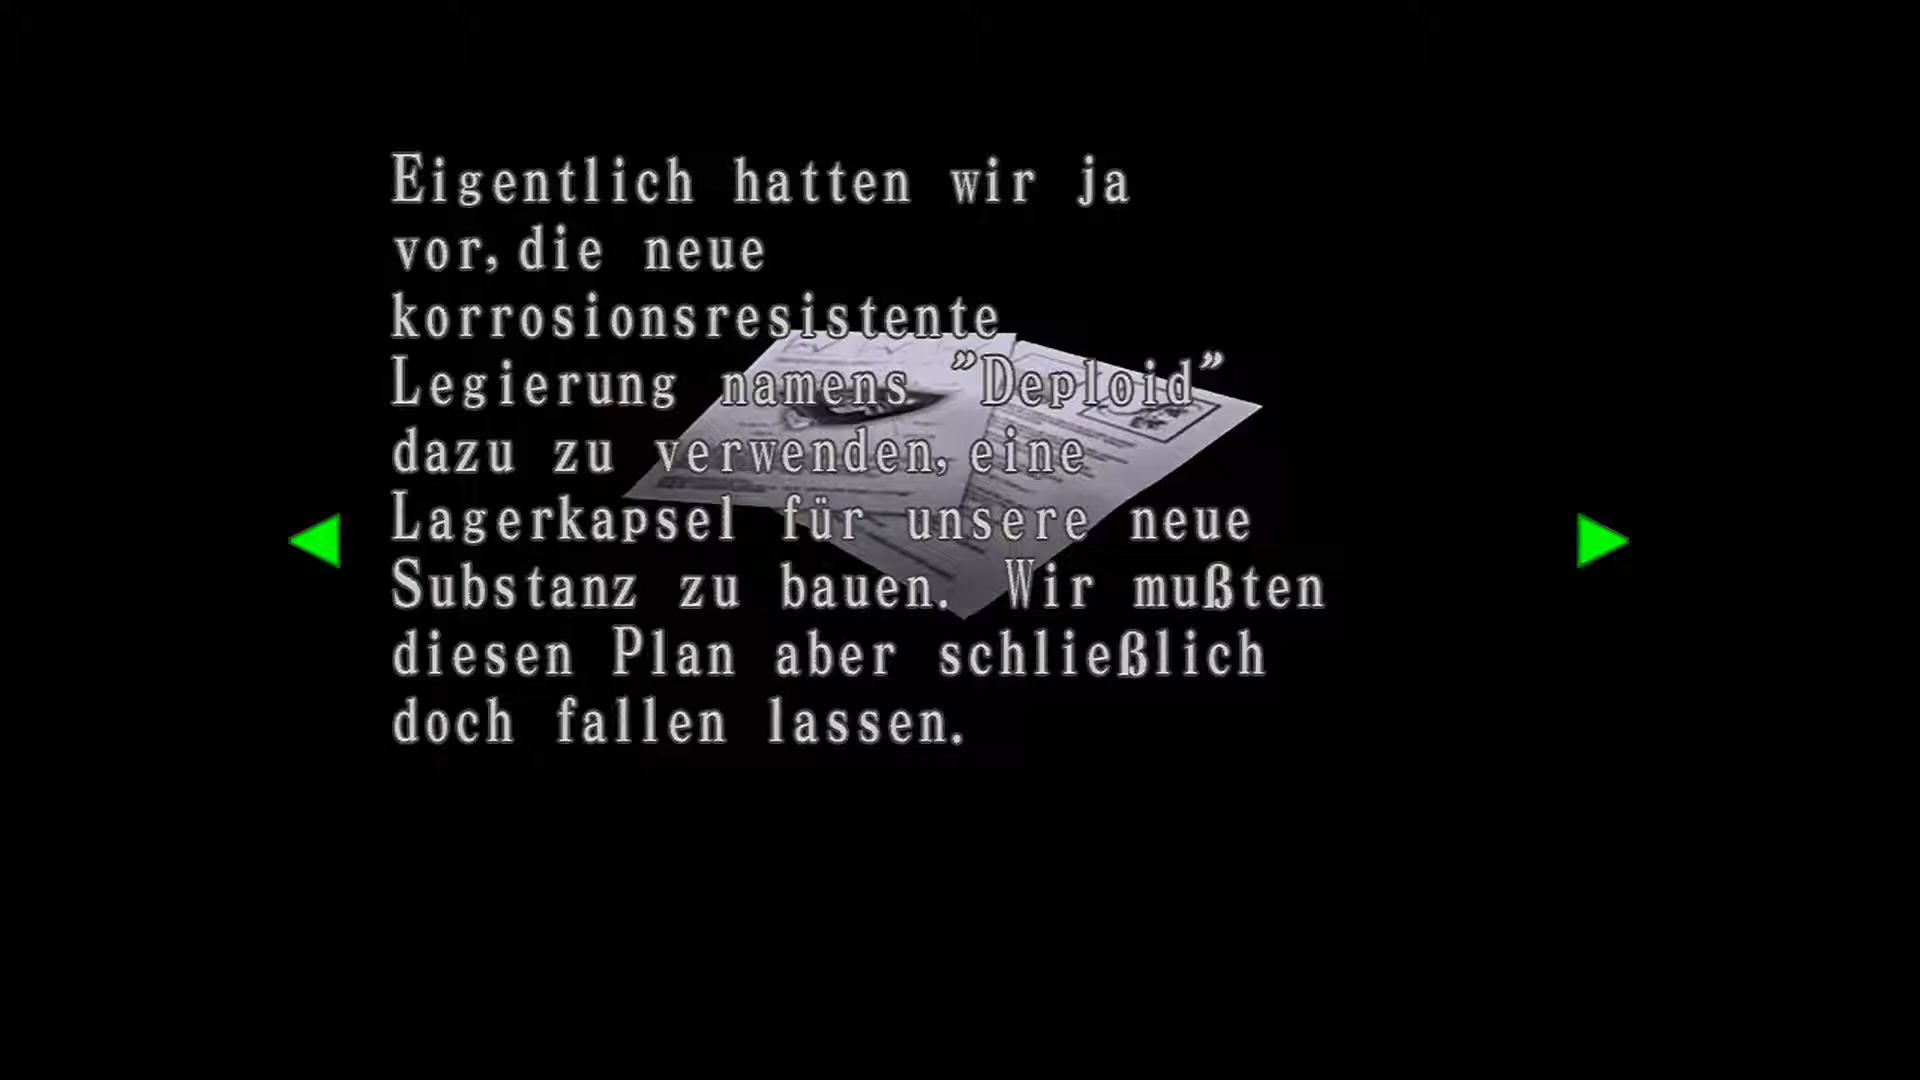 Eigentlich hatten wir ja
vor, die neue
korrosionsresistente
Legierung namens "Deploid"
dazu zu verwenden, eine
Lagerkapsel für unsere neue
Substanz zu bauen. Wir mußten
diesen Plan aber schließlich
doch fallen lassen.